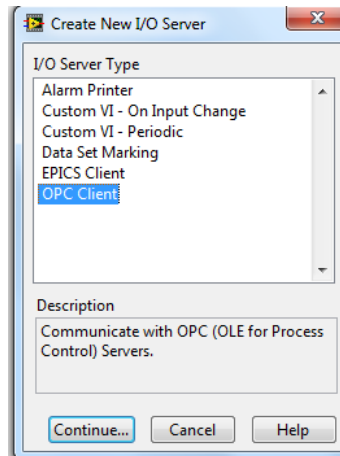 Create New I/O Server
I/O Server Type
Alarm Printer
Custom VI - On Input Change
Custom VI - Periodic
Data Set Marking
EPICS Client
OPC Client
Description
Communicate with OPC (OLE for Process
Control) Servers.
Continue... Cancel Help